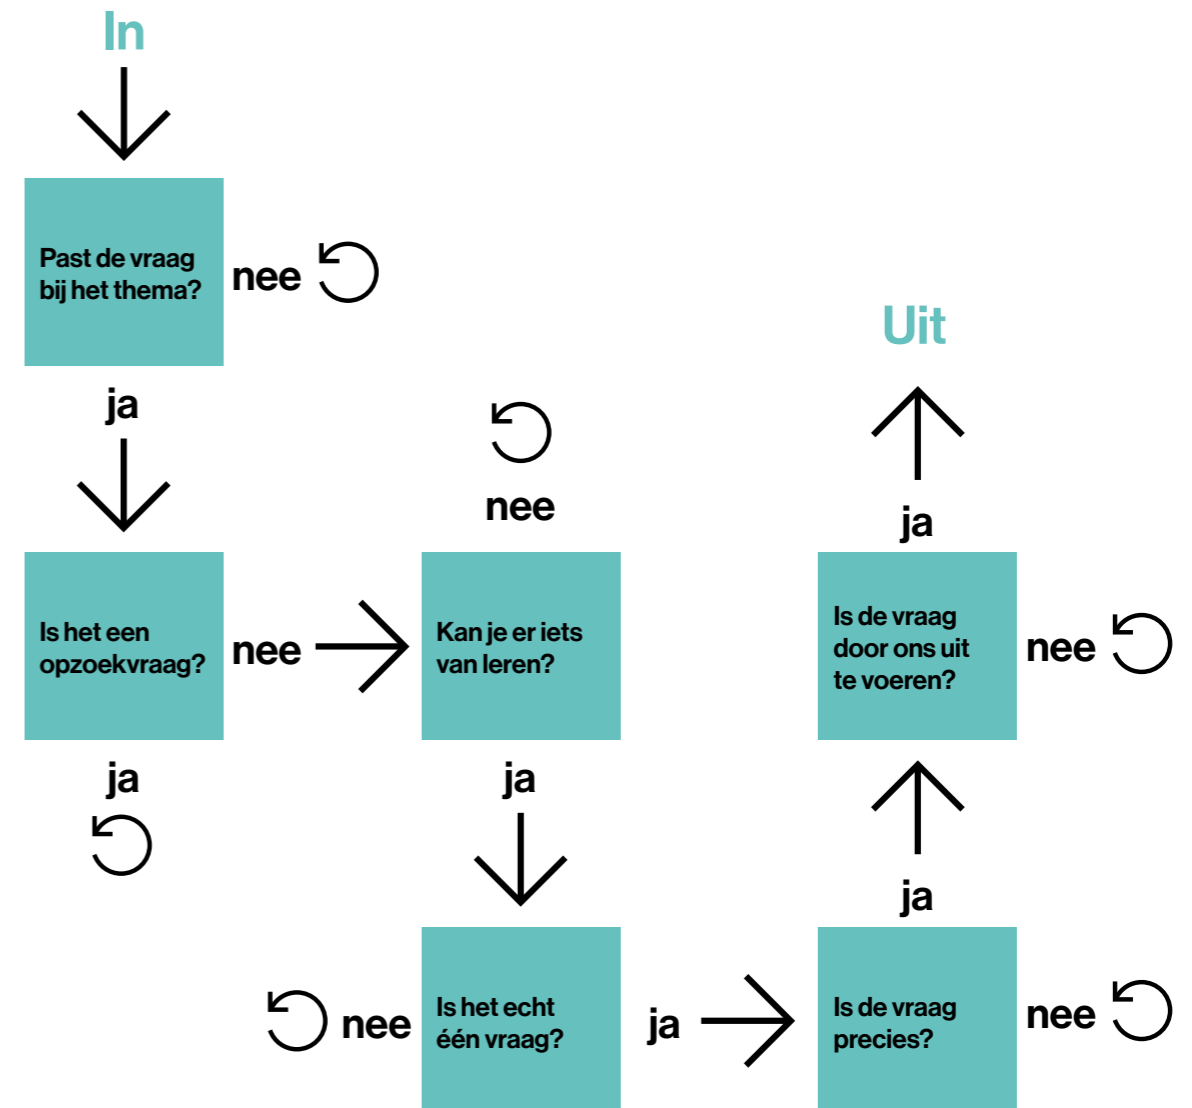 In
Past de vraag
bij het thema?
nee
ja
Is het een
opzoekvraag?
nee
ja
nee
Kan je er iets
van leren?
ja
nee
Is het echt
één vraag?
ja
Is de vraag
precies?
nee
ja
Is de vraag
door ons uit
te voeren?
nee
ja
Uit